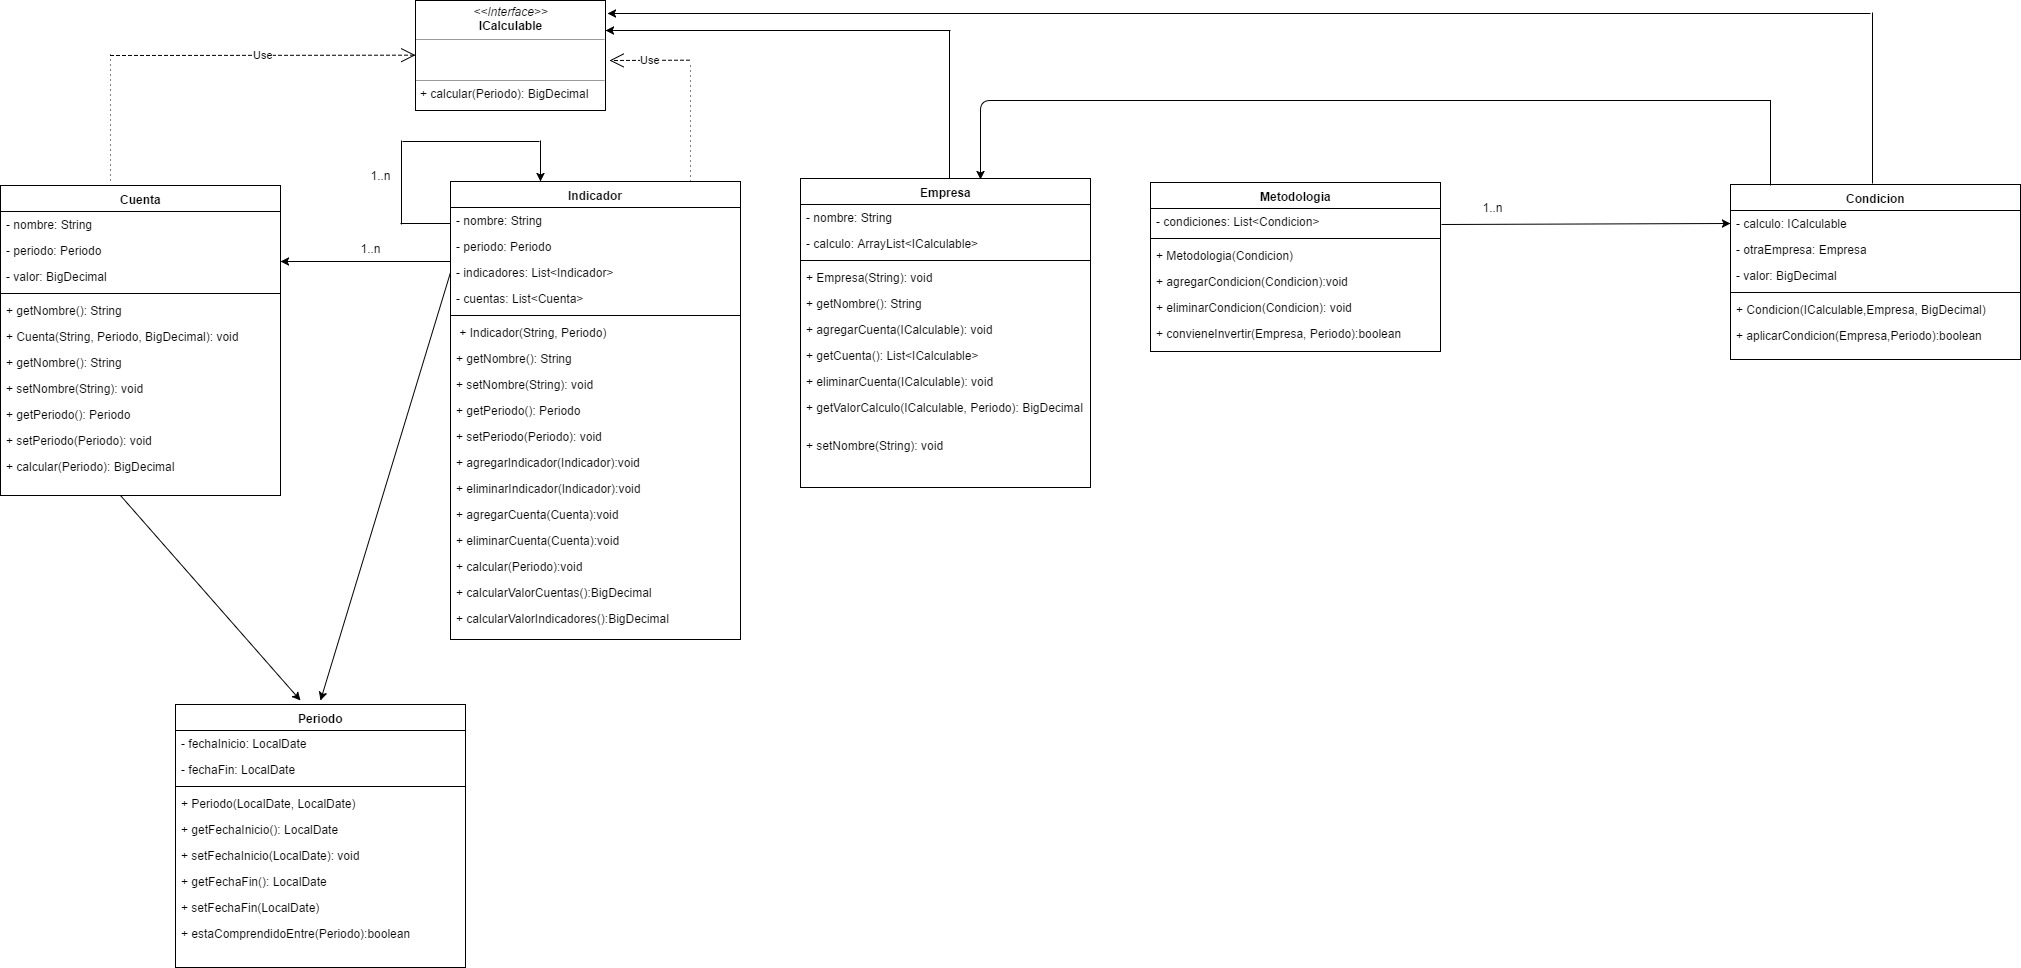 <<Interface>>
ICalculable
+ calcular(Periodo): BigDecimal
Use
Use
1..n
1..n
Cuenta
- nombre: String
- periodo: Periodo
- valor: BigDecimal
+ getNombre(): String
+ Cuenta(String, Periodo, BigDecimal): void
+ getNombre(): String
+ setNombre(String): void
+ getPeriodo(): Periodo
+ setPeriodo(Periodo): void
+ calcular(Periodo): BigDecimal
Indicador
- nombre: String
- periodo: Periodo
- indicadores: List<Indicador>
- cuentas: List<Cuenta>
+ Indicador(String, Periodo)
+ getNombre(): String
+ setNombre(String): void
+ getPeriodo(): Periodo
+ setPeriodo(Periodo): void
+ agregarIndicador(Indicador):void
+ eliminarIndicador(Indicador):void
+ agregarCuenta(Cuenta):void
+ eliminarCuenta(Cuenta):void
+ calcular(Periodo):void
+ calcularValorCuentas():BigDecimal
+ calcularValorIndicadores():BigDecimal
Empresa
- nombre: String
- calculo: ArrayList<ICalculable>
+ Empresa(String): void
+ getNombre(): String
+ agregarCuenta(ICalculable): void
+ getCuenta(): List<ICalculable>
+ eliminarCuenta(ICalculable): void
+ getValorCalculo(ICalculable, Periodo): BigDecimal
+ setNombre(String): void
Metodologia
- condiciones: List<Condicion>
+ Metodologia(Condicion)
+ agregarCondicion(Condicion):void
+ eliminarCondicion(Condicion): void
+ convieneInvertir(Empresa, Periodo):boolean
1..n
Condicion
- calculo: ICalculable
- otraEmpresa: Empresa
- valor: BigDecimal
+ Condicion(ICalculable,Empresa, BigDecimal)
+ aplicarCondicion(Empresa,Periodo):boolean
Periodo
- fechaInicio: LocalDate
- fechaFin: LocalDate
+ Periodo(LocalDate, LocalDate)
+ getFechaInicio(): LocalDate
+ setFechaInicio(LocalDate): void
+ getFechaFin(): LocalDate
+ setFechaFin(LocalDate)
+ estaComprendidoEntre(Periodo):boolean